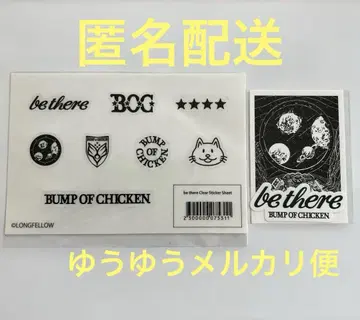 匿名配送
be there
BOC
BUMP
OF
CHICKEN
BUMP OF CHICKEN
be there Clear Sticker Sheet
©LONGFELLOW
be there
BUMP OF CHICKEN
ゆうゆうメルカリ便